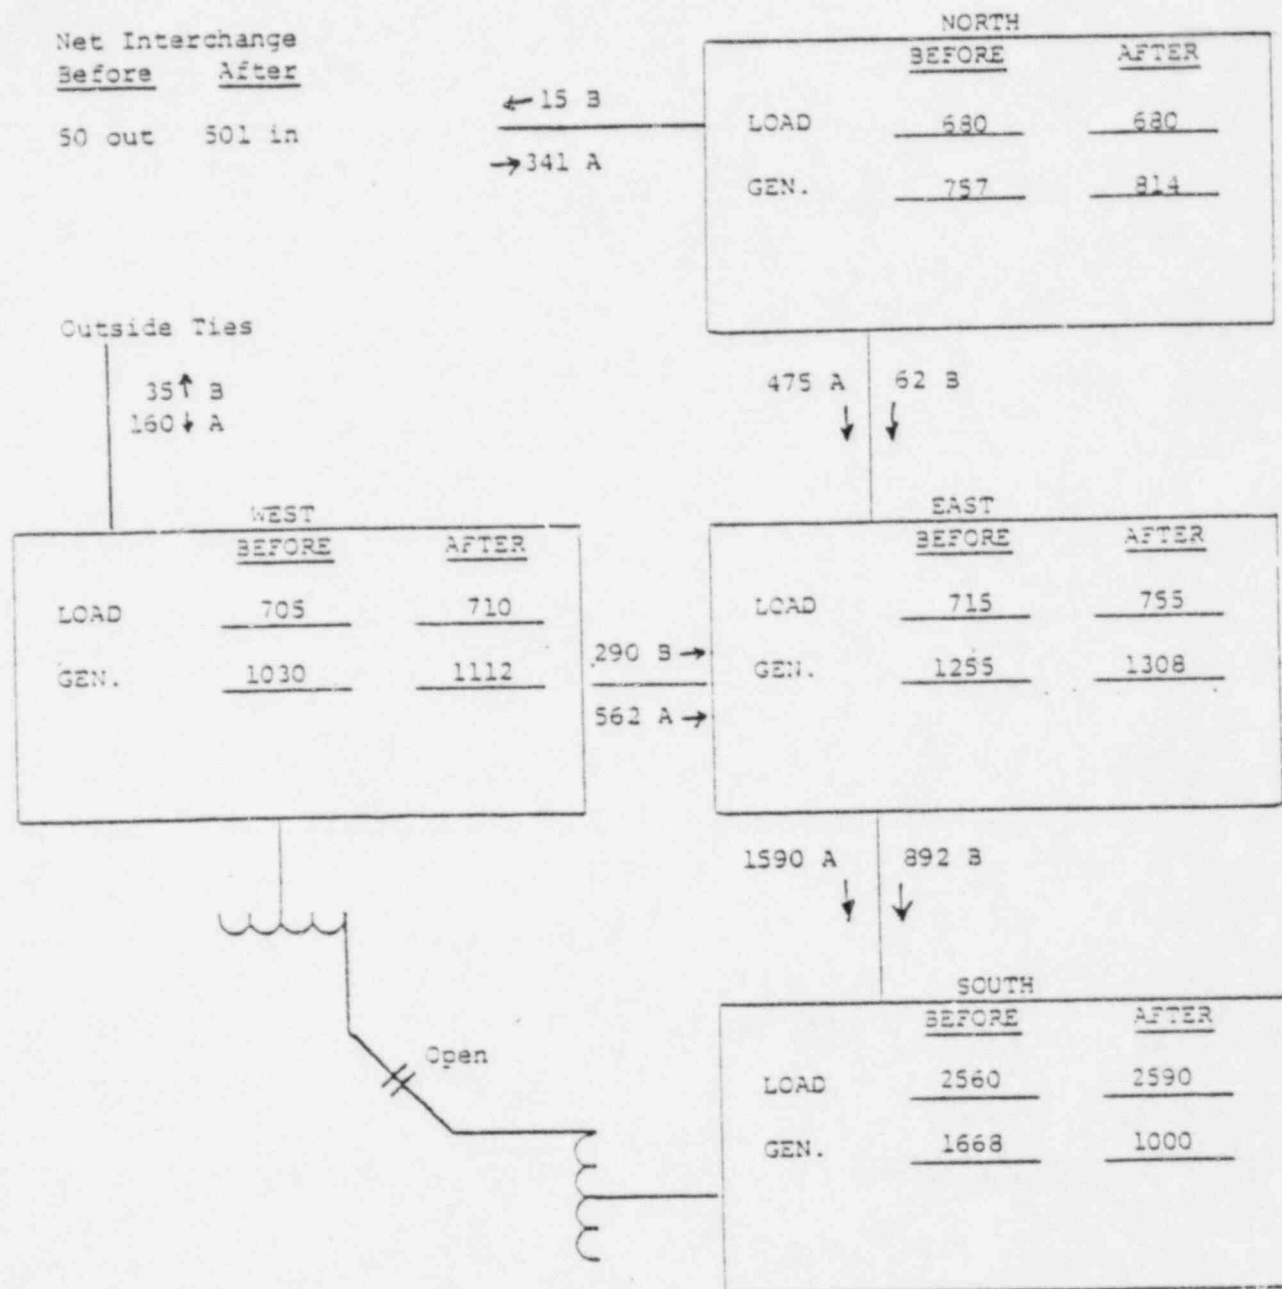 Net Interchange
Before After
50 out 501 in
← 15 B
→ 341 A
NORTH
BEFORE AFTER
LOAD 680 680
GEN. 757 814
Outside Ties
35 ↑ B
160 ↓ A
475 A 62 B
WEST
BEFORE AFTER
LOAD 705 710
GEN. 1030 1112
290 B →
562 A →
EAST
BEFORE AFTER
LOAD 715 755
GEN. 1255 1308
1590 A 892 B
Open
SOUTH
BEFORE AFTER
LOAD 2560 2590
GEN. 1668 1000